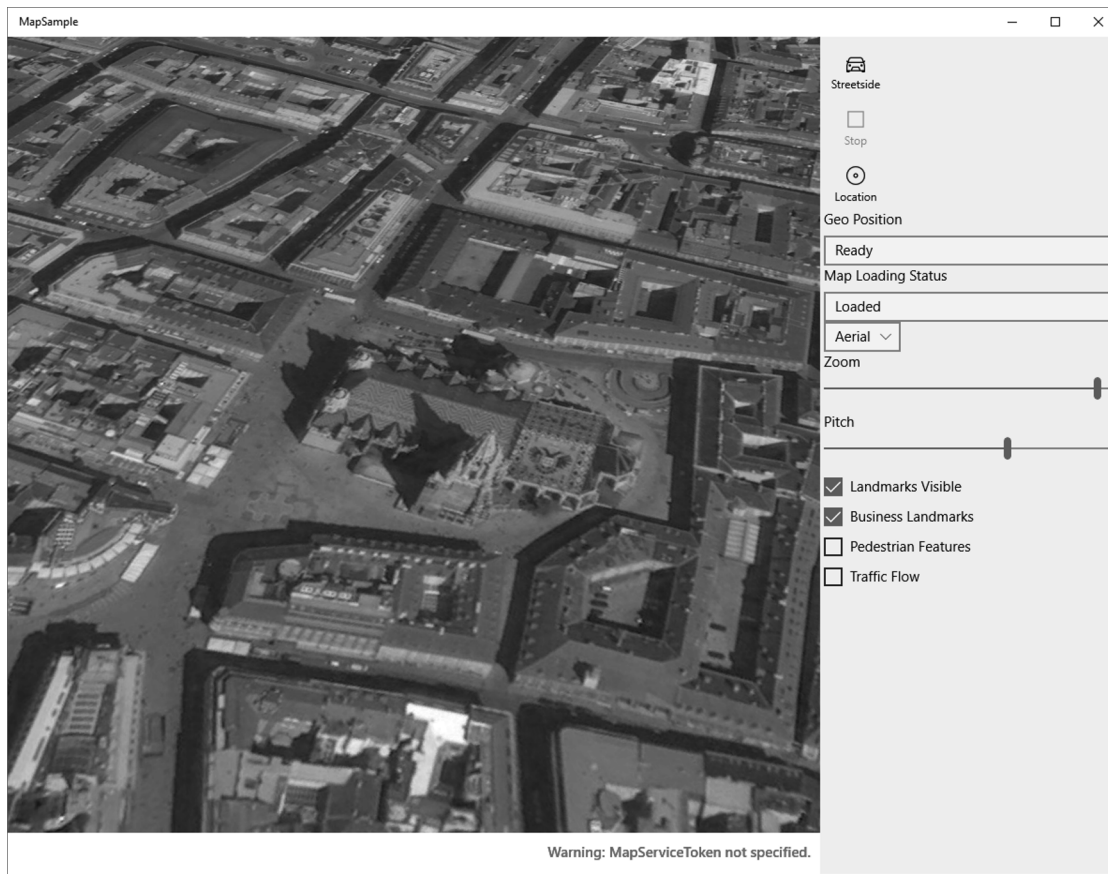 MapSample
Streetside
Stop
Location
Geo Position
Ready
Map Loading Status
Loaded
Aerial
Zoom
Pitch
Landmarks Visible
Business Landmarks
Pedestrian Features
Traffic Flow
Warning: MapServiceToken not specified.